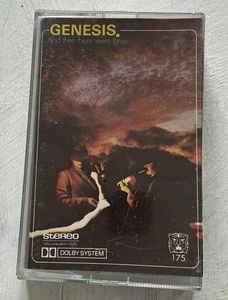 GENESIS.
And then there were three
STEREO
DOLBY SYSTEM
175